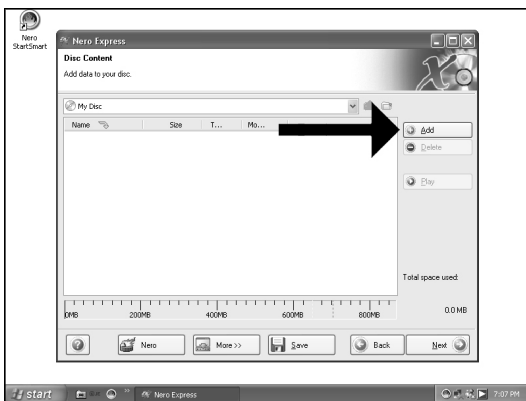 Nero
StartSmart
Nero Express
Disc Content
Add data to your disc.
My Disc
Name Size T... Mo...
Add
Delete
Play
Total space used:
0MB 200MB 400MB 600MB 800MB
0.0 MB
Nero More >> Save Back Next
start Nero Express 7:07 PM